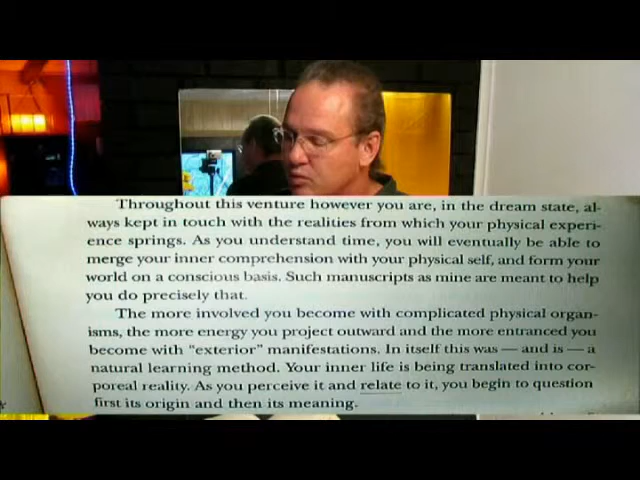 Throughout this venture however you are, in the dream state, al-
ways kept in touch with the realities from which your physical experi-
ence springs. As you understand time, you will eventually be able to
merge your inner comprehension with your physical self, and form your
world on a conscious basis. Such manuscripts as mine are meant to help
you do precisely that.
The more involved you become with complicated physical organ-
isms, the more energy you project outward and the more entranced you
become with “exterior” manifestations. In itself this was — and is — a
natural learning method. Your inner life is being translated into cor-
poreal reality. As you perceive it and relate to it, you begin to question
first its origin and then its meaning.